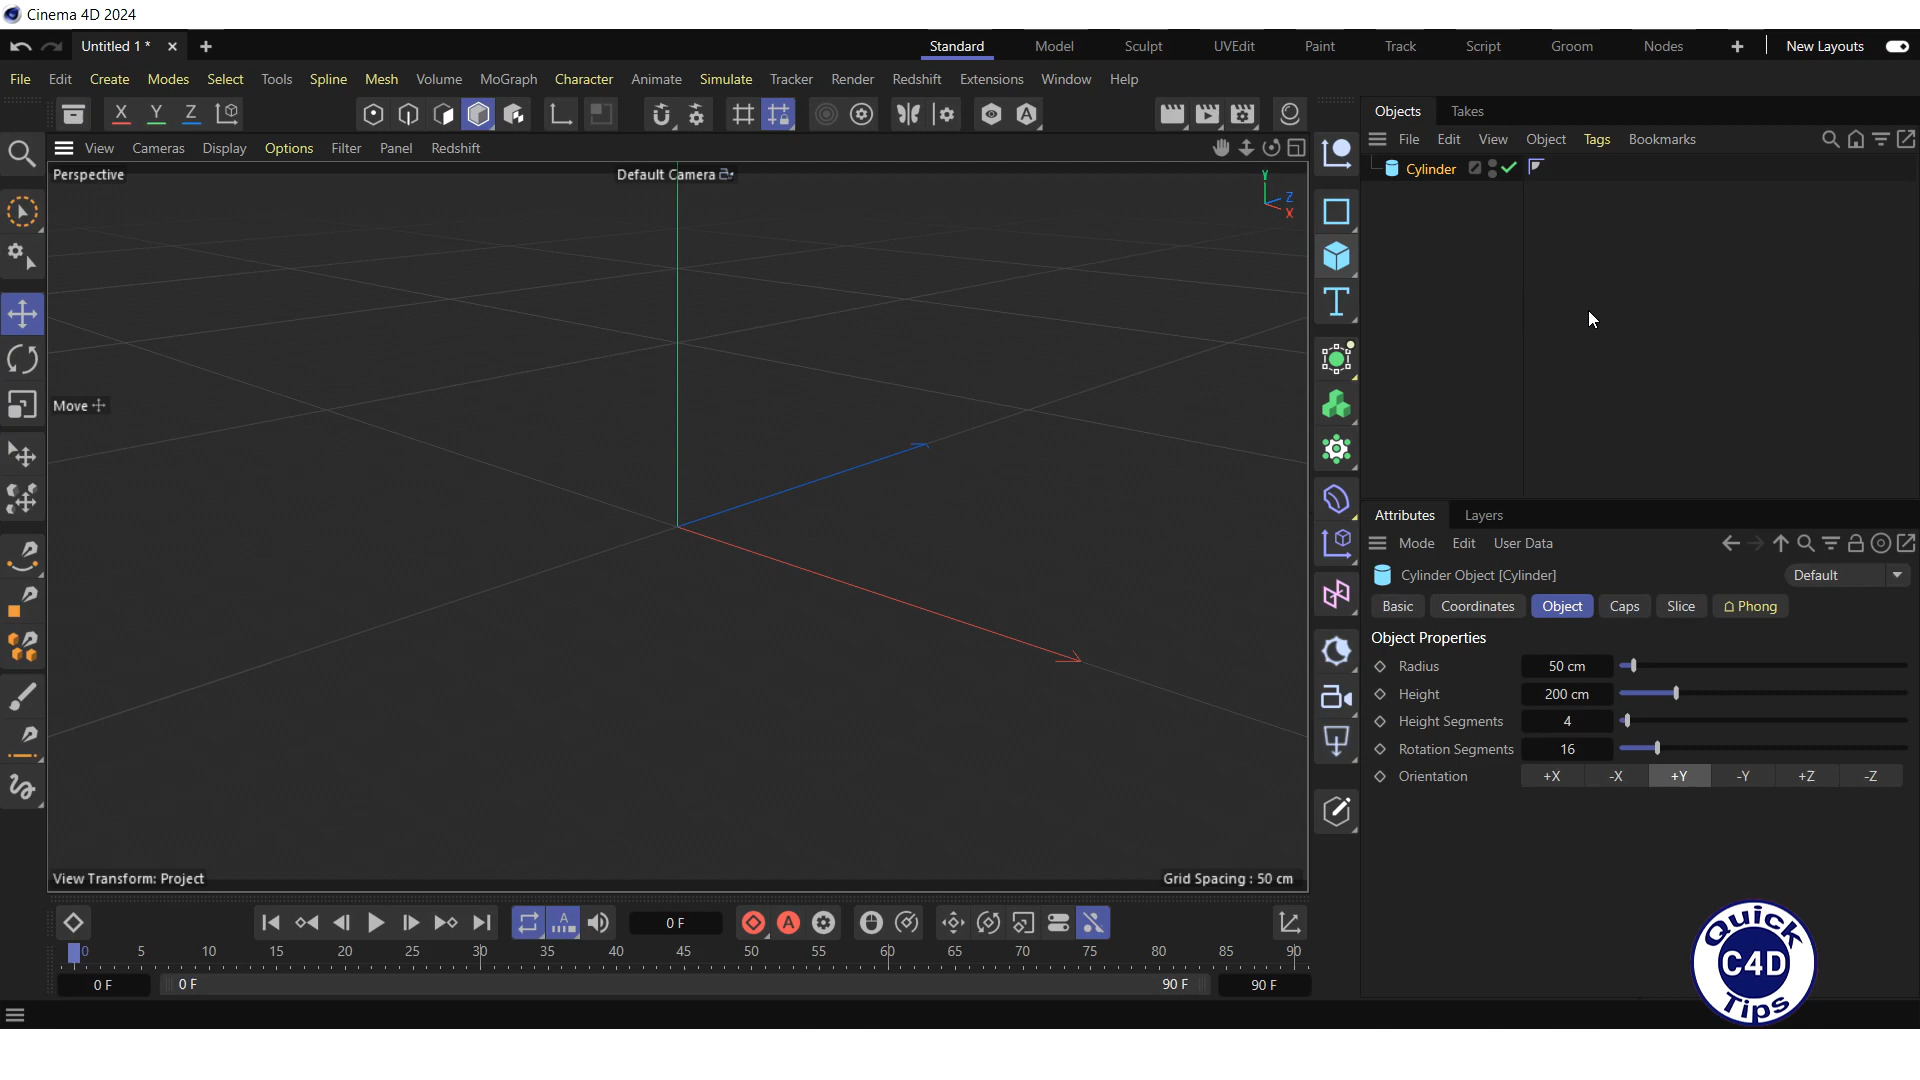 Cinema 4D 2024
Untitled 1 *
Standard Model Sculpt UVEdit Paint Track Script Groom Nodes New Layouts
File Edit Create Modes Select Tools Spline Mesh Volume MoGraph Character Animate Simulate Tracker Render Redshift Extensions Window Help
X Y Z
Objects Takes
View Cameras Display Options Filter Panel Redshift
File Edit View Object Tags Bookmarks
Perspective
Default Camera
Y
Z
X
Cylinder
Move
View Transform: Project
Grid Spacing : 50 cm
Attributes Layers
Mode Edit User Data
Cylinder Object [Cylinder]
Default
Basic Coordinates Object Caps Slice Phong
Object Properties
Radius 50 cm
Height 200 cm
Height Segments 4
Rotation Segments 16
Orientation +X -X +Y -Y +Z -Z
0 F
0 5 10 15 20 25 30 35 40 45 50 55 60 65 70 75 80 85 90
0 F 0 F 90 F 90 F
Quick
C4D
Tips